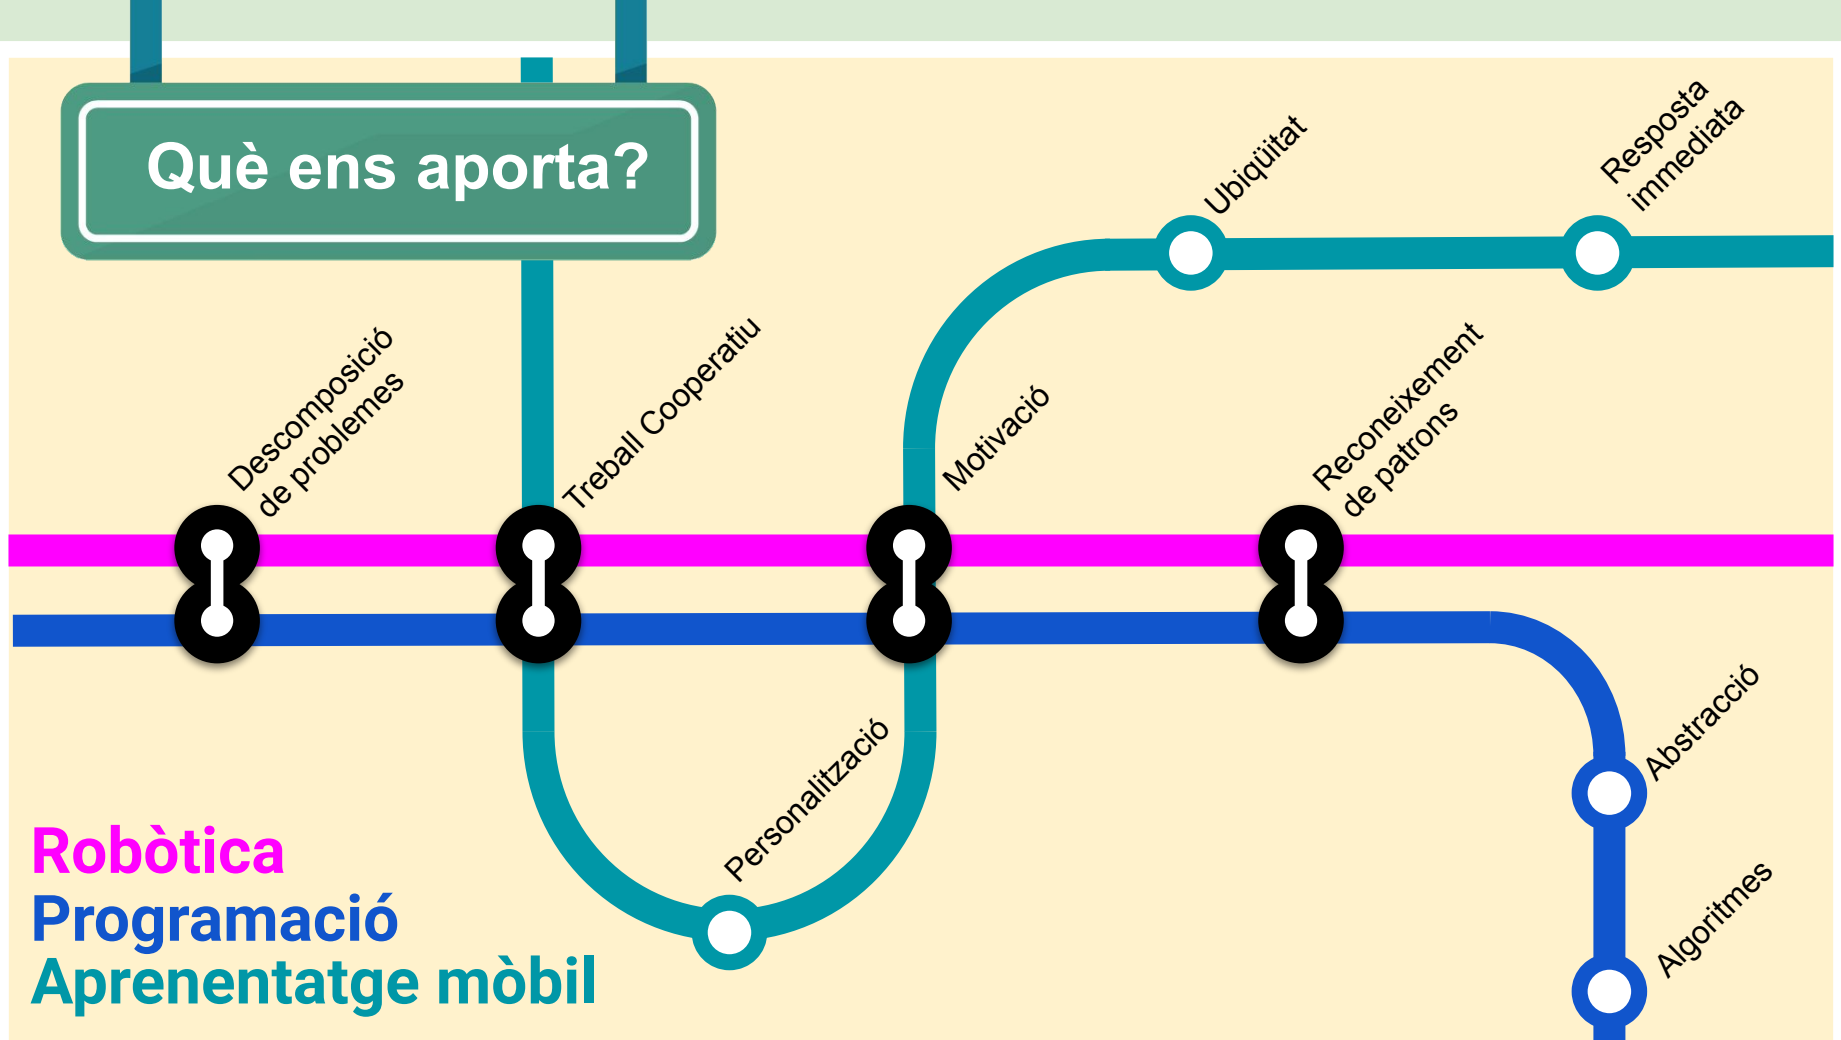 Què ens aporta?
Ubiqüitat
Resposta
immediata
Descomposició
de problemes
Treball Cooperatiu
Motivació
Reconeixement
de patrons
Personalització
Abstracció
Algoritmes
Robòtica
Programació
Aprenentatge mòbil